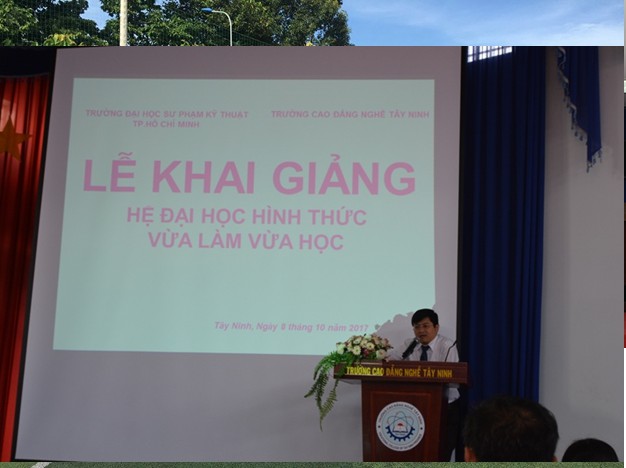 TRƯỜNG ĐẠI HỌC SƯ PHẠM KỸ THUẬT
TP.HỒ CHÍ MINH
TRƯỜNG CAO ĐẲNG NGHỀ TÂY NINH
LỄ KHAI GIẢNG
HỆ ĐẠI HỌC HÌNH THỨC
VỪA LÀM VỪA HỌC
Tây Ninh, Ngày 8 tháng 10 năm 2017
TRƯỜNG CAO ĐẲNG NGHỀ TÂY NINH